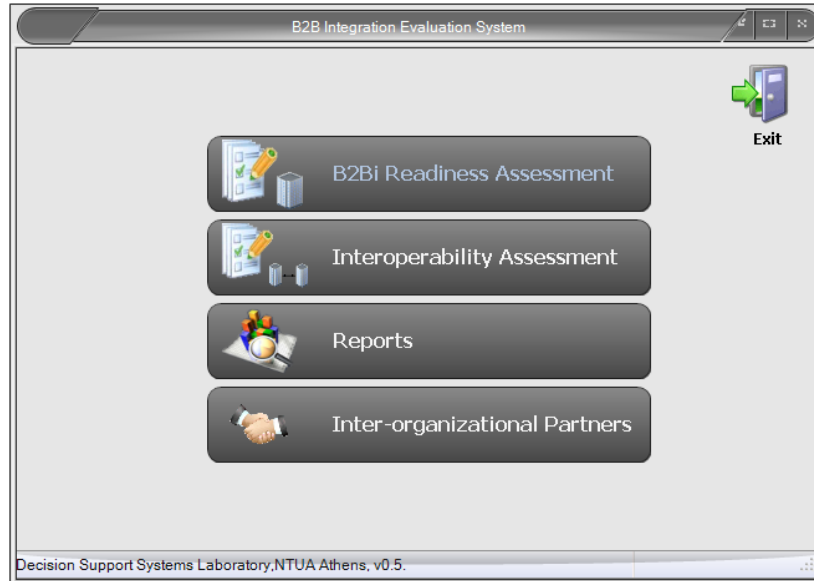 B2B Integration Evaluation System
Exit
B2Bi Readiness Assessment
Interoperability Assessment
Reports
Inter-organizational Partners
Decision Support Systems Laboratory,NTUA Athens, v0.5.